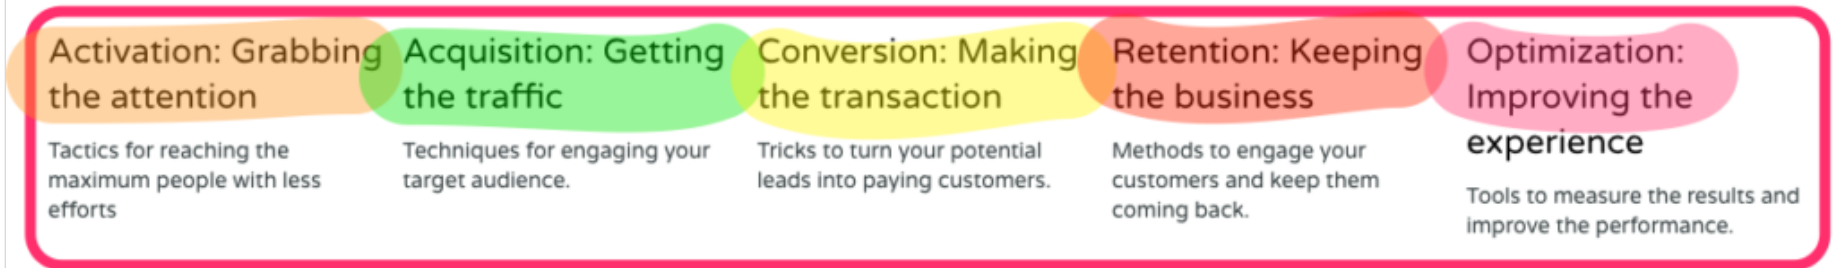 Activation: Grabbing
the attention
Tactics for reaching the
maximum people with less
efforts
Acquisition: Getting
the traffic
Techniques for engaging your
target audience.
Conversion: Making
the transaction
Tricks to turn your potential
leads into paying customers.
Retention: Keeping
the business
Methods to engage your
customers and keep them
coming back.
Optimization:
Improving the
experience
Tools to measure the results and
improve the performance.